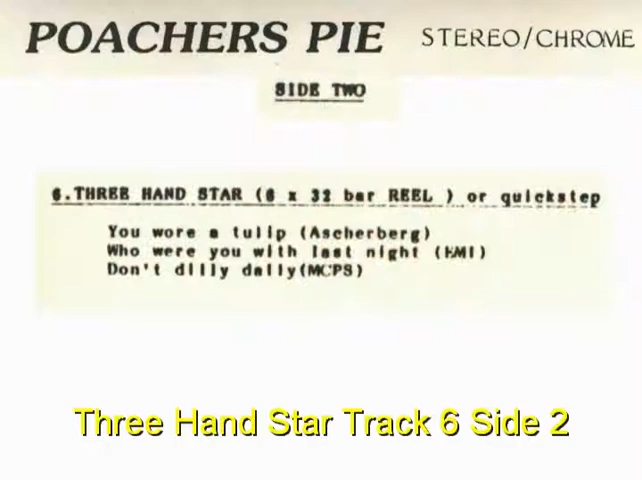 POACHERS PIE STEREO/CHROME
SIDE TWO
6.THREE HAND STAR (6 x 32 bar REEL ) or quickstep
You wore a tulip (Ascherberg)
Who were you with last night (EMI)
Don't dilly dally(MCPS)
Three Hand Star Track 6 Side 2